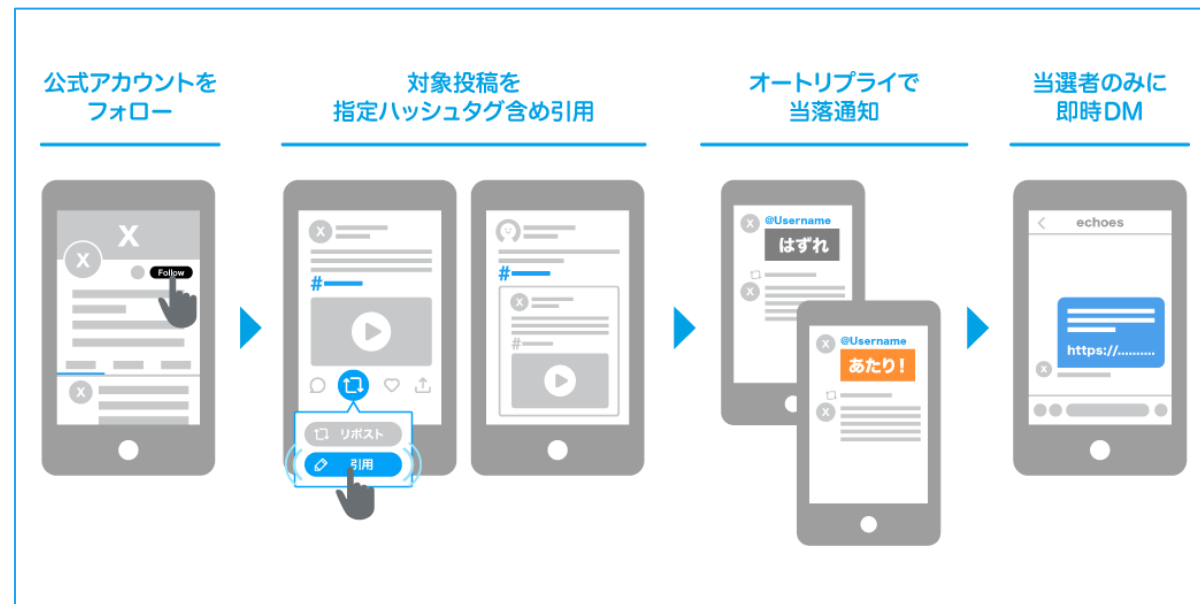 公式アカウントを
フォロー
対象投稿を
指定ハッシュタグ含め引用
オートリプライで
当落通知
当選者のみに
即時DM
X
X
Follow
X
X
#
リポスト
引用
#
X
#
X
@Username
はずれ
X
X
@Username
あたり！
X
echoes
https://..........
X